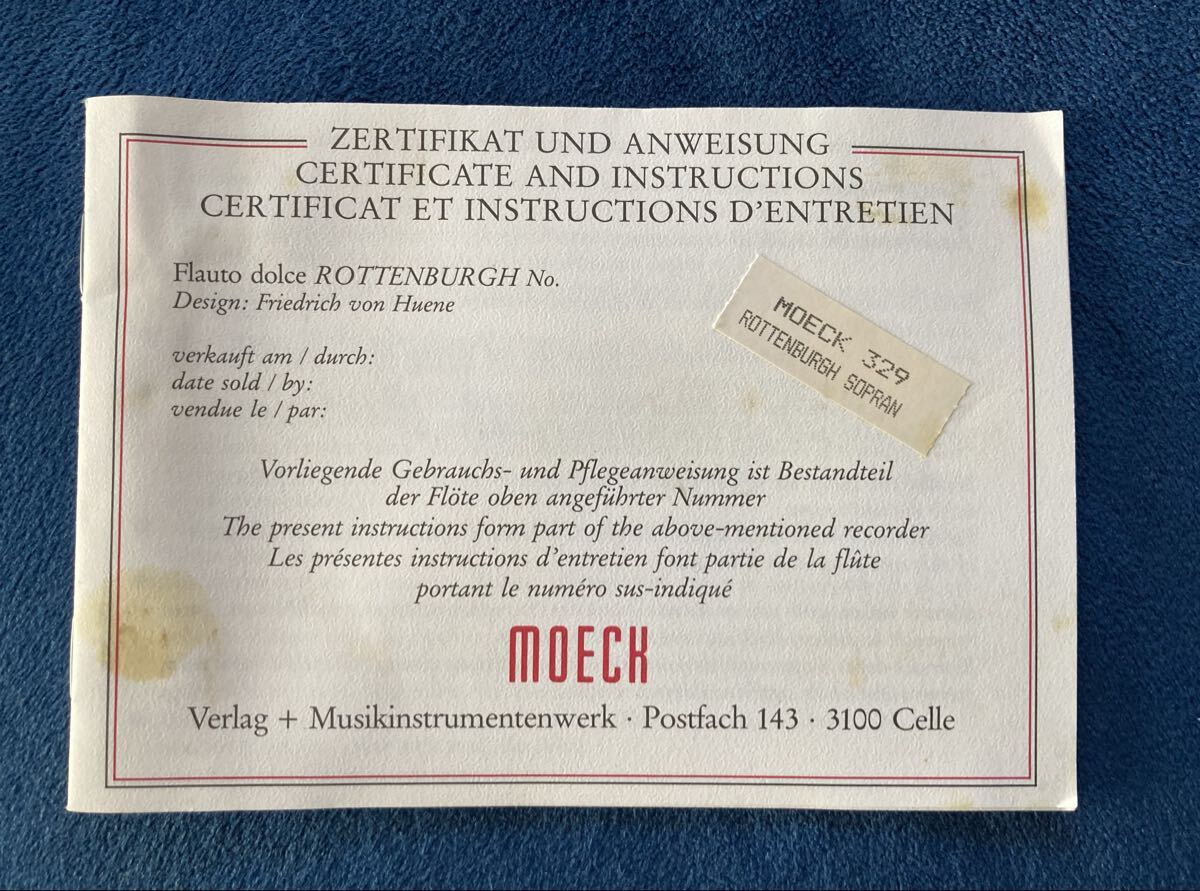 ZERTIFIKAT UND ANWEISUNG
CERTIFICATE AND INSTRUCTIONS
CERTIFICAT ET INSTRUCTIONS D'ENTRETIEN
Flauto dolce ROTTENBURGH No.
Design: Friedrich von Huene
MOECK 329
ROTTENBURGH SOPRAN
verkauft am / durch:
date sold / by:
vendue le / par:
Vorliegende Gebrauchs- und Pflegeanweisung ist Bestandteil
der Flöte oben angeführter Nummer
The present instructions form part of the above-mentioned recorder
Les présentes instructions d'entretien font partie de la flûte
portant le numéro sus-indiqué
MOECK
Verlag + Musikinstrumentenwerk · Postfach 143 · 3100 Celle